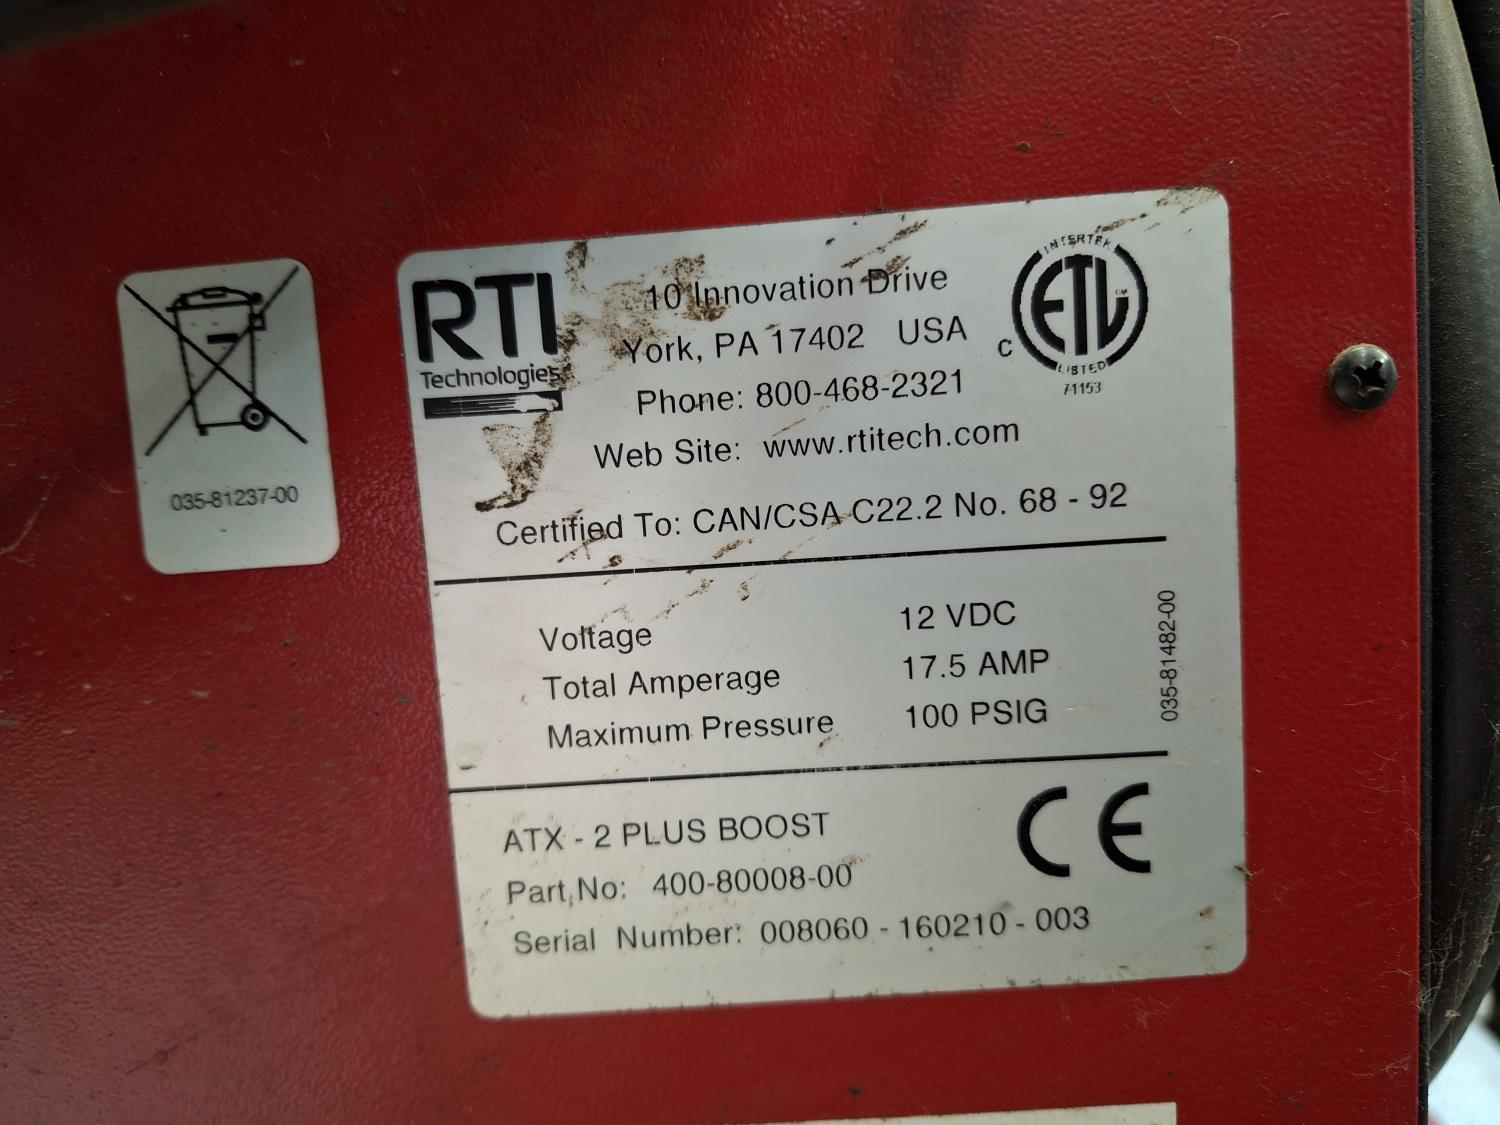 035-81237-00
RTI
Technologies
10 Innovation Drive
York, PA 17402 USA
Phone: 800-468-2321
Web Site: www.rtitech.com
INTERTEK
ETL
CM
C
LISTED
71153
Certified To: CAN/CSA C22.2 No. 68 - 92
Voltage 12 VDC
Total Amperage 17.5 AMP
Maximum Pressure 100 PSIG
035-81482-00
ATX - 2 PLUS BOOST
CE
Part No: 400-80008-00
Serial Number: 008060 - 160210 - 003